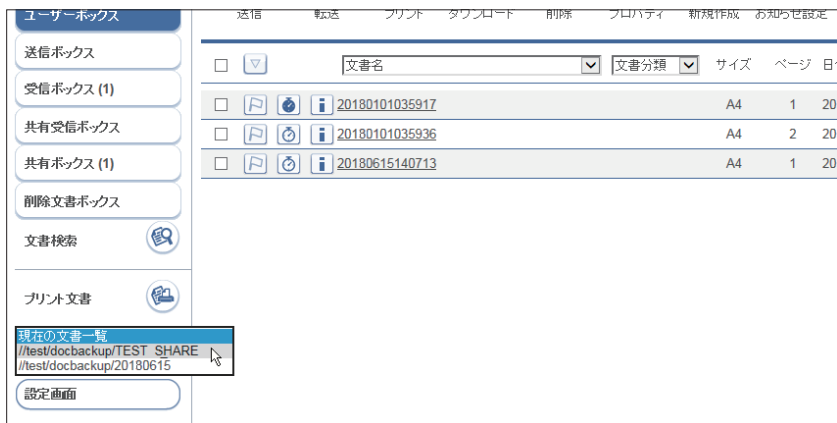 ユーザーボックス
送信 転送 プリント ダウンロード 削除 プロパティ 新規作成 お知らせ設定
送信ボックス
文書名 文書分類 サイズ ページ 日
受信ボックス (1)
20180101035917 A4 1 20
共有受信ボックス
20180101035936 A4 2 20
共有ボックス (1)
20180615140713 A4 1 20
削除文書ボックス
文書検索
プリント文書
現在の文書一覧
//test/docbackup/TEST_SHARE
//test/docbackup/20180615
設定画面